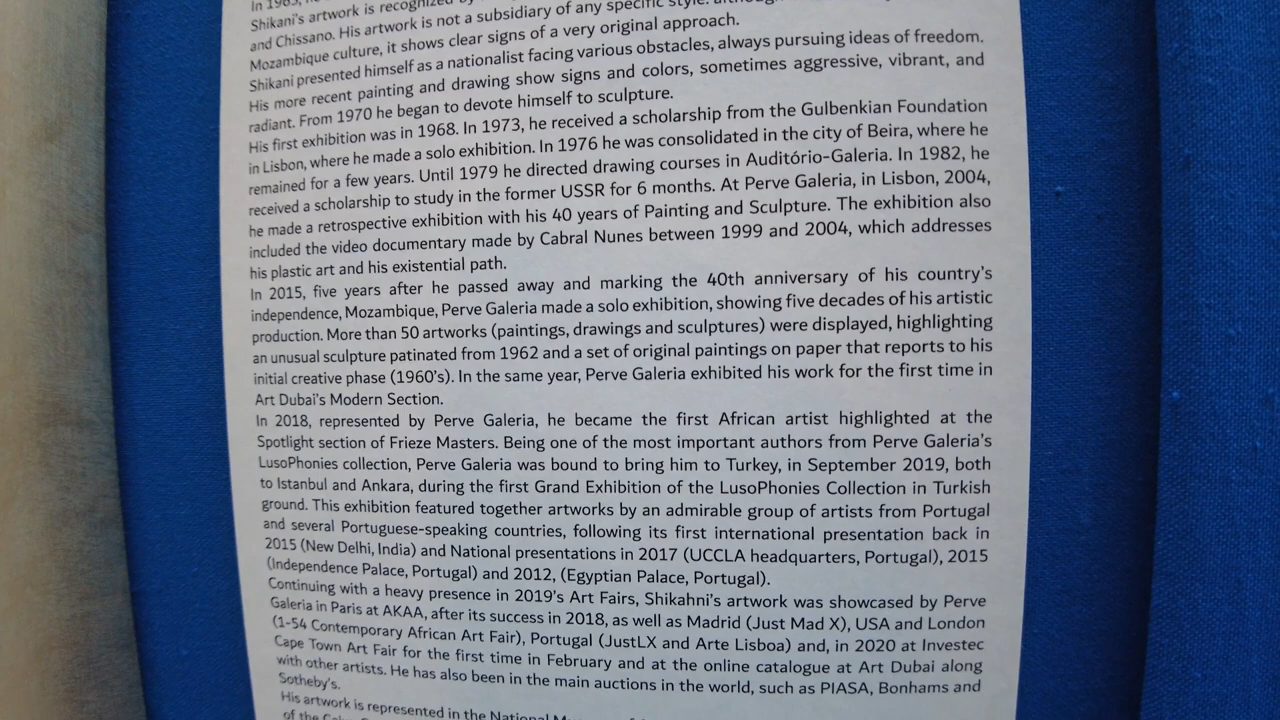 In 1963, he
Shikani's artwork is recognized by
and Chissano. His artwork is not a subsidiary of any specific style.
Mozambique culture, it shows clear signs of a very original approach.
Shikani presented himself as a nationalist facing various obstacles, always pursuing ideas of freedom.
His more recent painting and drawing show signs and colors, sometimes aggressive, vibrant, and
radiant. From 1970 he began to devote himself to sculpture.
His first exhibition was in 1968. In 1973, he received a scholarship from the Gulbenkian Foundation
in Lisbon, where he made a solo exhibition. In 1976 he was consolidated in the city of Beira, where he
remained for a few years. Until 1979 he directed drawing courses in Auditório-Galeria. In 1982, he
received a scholarship to study in the former USSR for 6 months. At Perve Galeria, in Lisbon, 2004,
he made a retrospective exhibition with his 40 years of Painting and Sculpture. The exhibition also
included the video documentary made by Cabral Nunes between 1999 and 2004, which addresses
his plastic art and his existential path.
In 2015, five years after he passed away and marking the 40th anniversary of his country's
independence, Mozambique, Perve Galeria made a solo exhibition, showing five decades of his artistic
production. More than 50 artworks (paintings, drawings and sculptures) were displayed, highlighting
an unusual sculpture patinated from 1962 and a set of original paintings on paper that reports to his
initial creative phase (1960's). In the same year, Perve Galeria exhibited his work for the first time in
Art Dubai's Modern Section.
In 2018, represented by Perve Galeria, he became the first African artist highlighted at the
Spotlight section of Frieze Masters. Being one of the most important authors from Perve Galeria's
LusoPhonies collection, Perve Galeria was bound to bring him to Turkey, in September 2019, both
to Istanbul and Ankara, during the first Grand Exhibition of the LusoPhonies Collection in Turkish
ground. This exhibition featured together artworks by an admirable group of artists from Portugal
and several Portuguese-speaking countries, following its first international presentation back in
2015 (New Delhi, India) and National presentations in 2017 (UCCLA headquarters, Portugal), 2015
(Independence Palace, Portugal) and 2012, (Egyptian Palace, Portugal).
Continuing with a heavy presence in 2019's Art Fairs, Shikahni's artwork was showcased by Perve
Galeria in Paris at AKAA, after its success in 2018, as well as Madrid (Just Mad X), USA and London
(1-54 Contemporary African Art Fair), Portugal (JustLX and Arte Lisboa) and, in 2020 at Investec
Cape Town Art Fair for the first time in February and at the online catalogue at Art Dubai along
with other artists. He has also been in the main auctions in the world, such as PIASA, Bonhams and
Sotheby's.
His artwork is represented in the National
of the